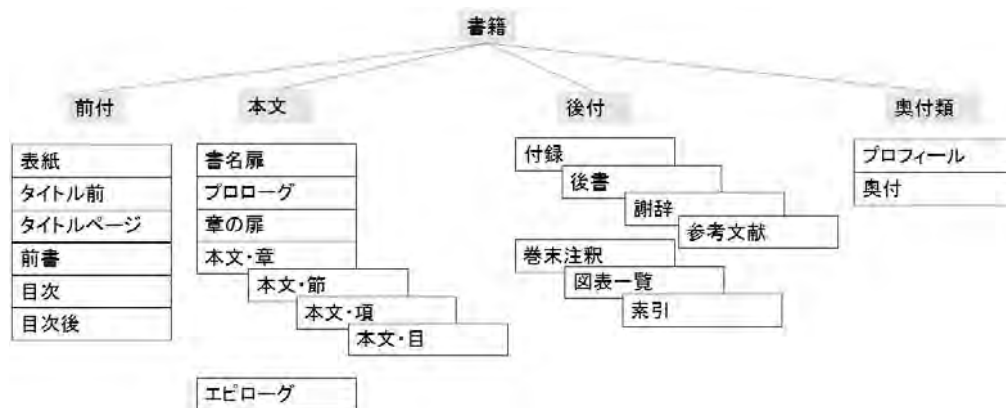 書籍
前付
表紙
タイトル前
タイトルページ
前書
目次
目次後
本文
書名扉
プロローグ
章の扉
本文・章
本文・節
本文・項
本文・目
エピローグ
後付
付録
後書
謝辞
参考文献
巻末注釈
図表一覧
索引
奥付類
プロフィール
奥付